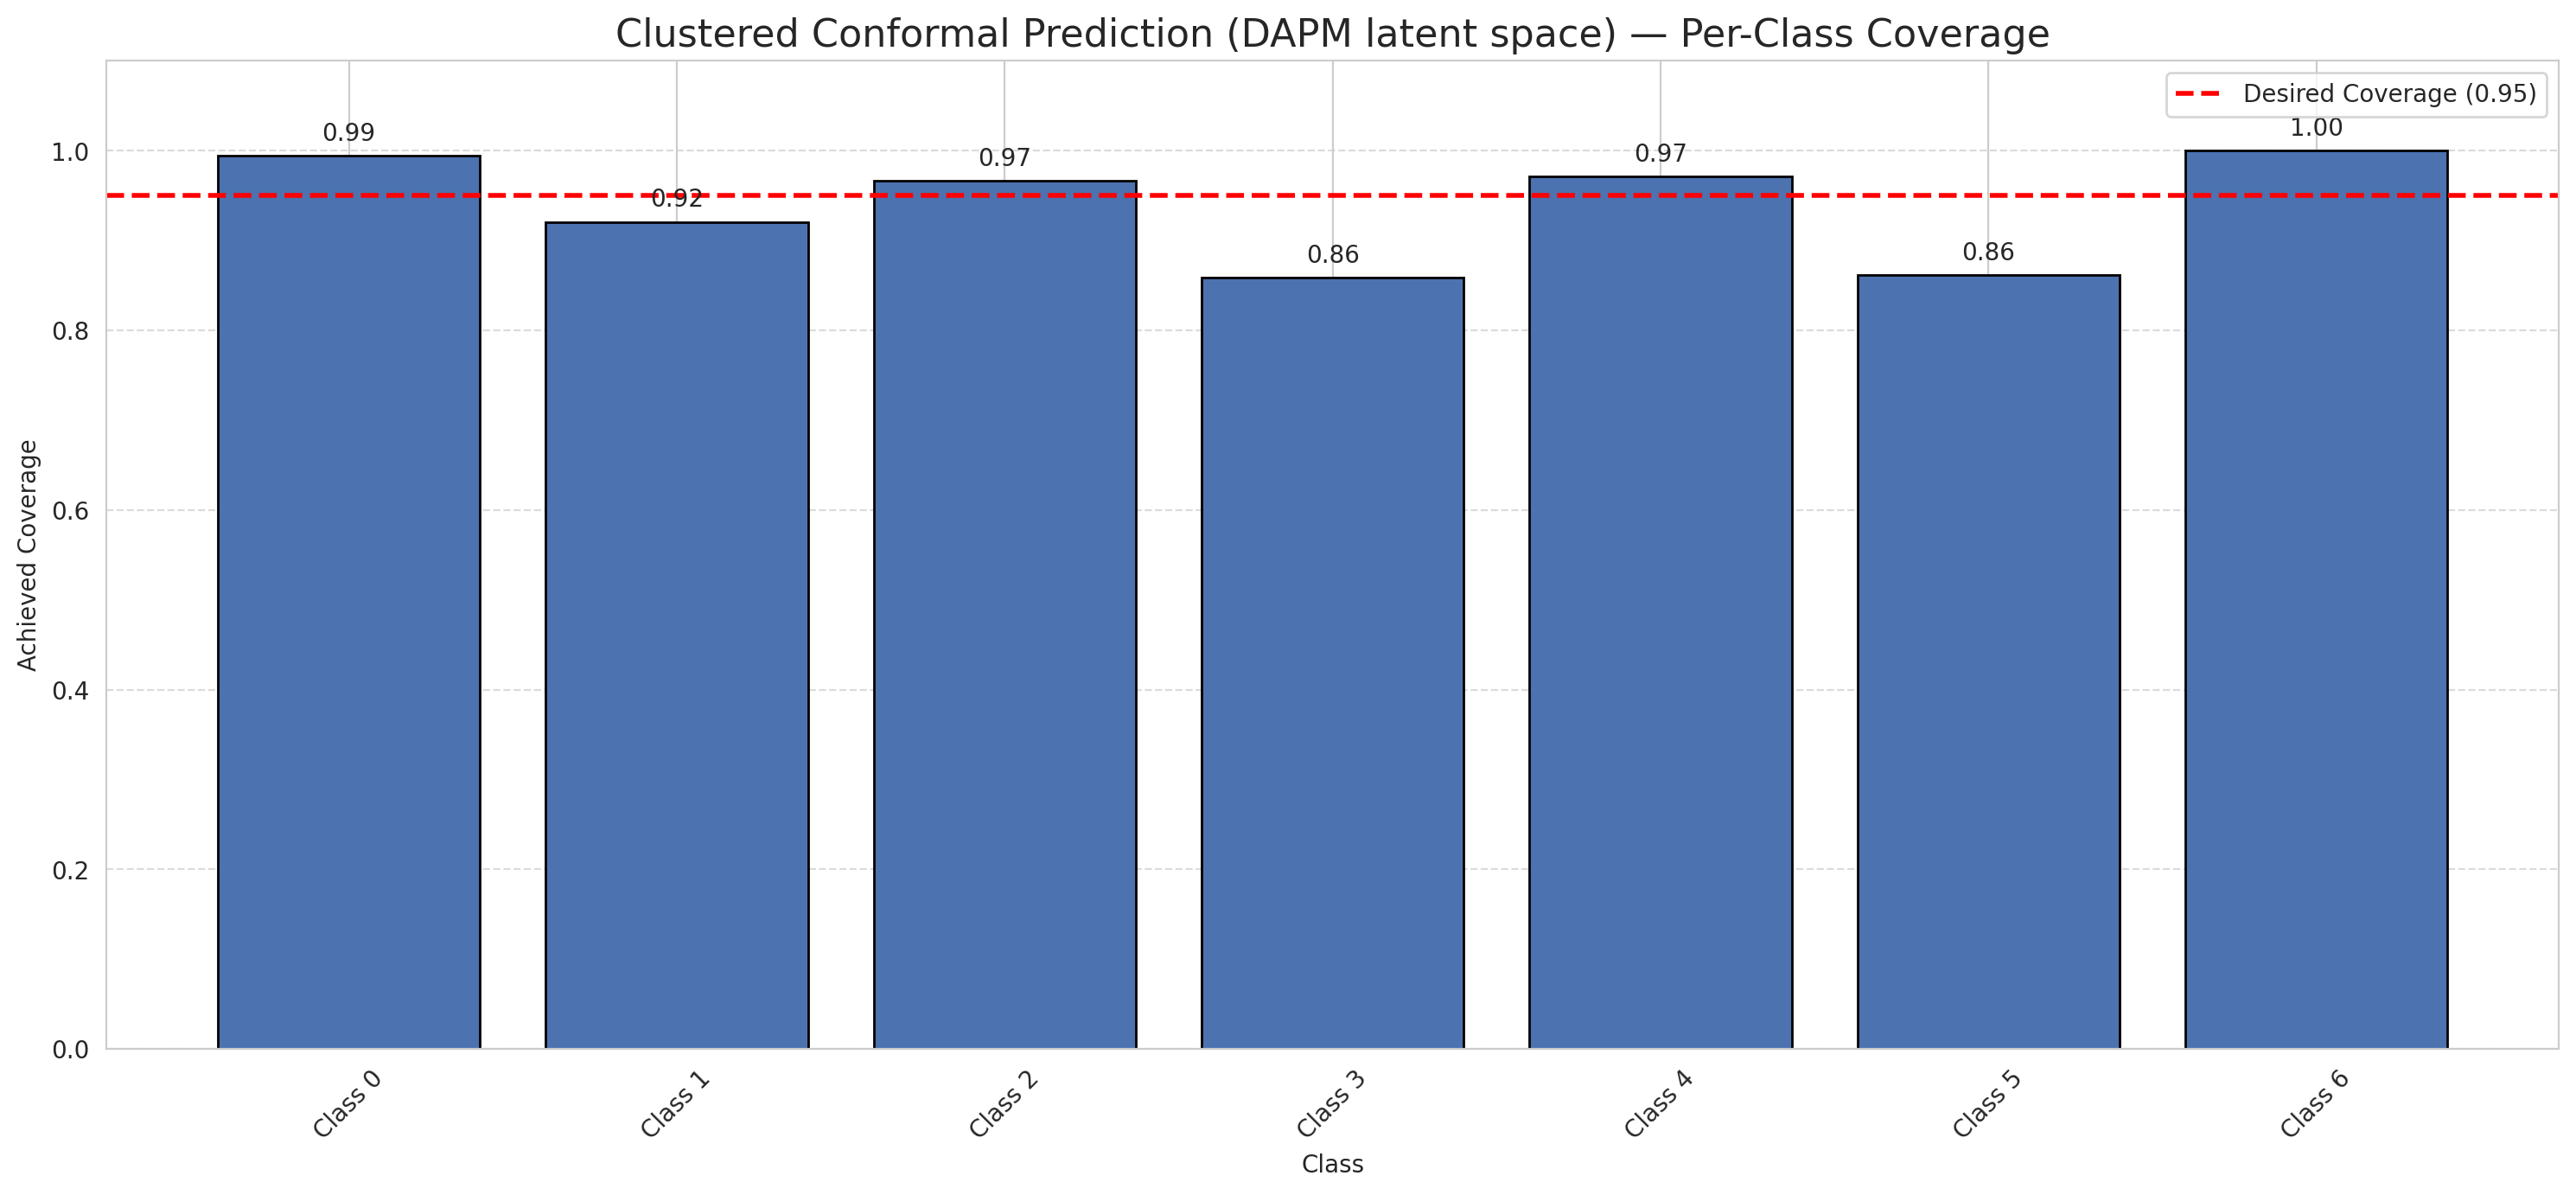 Clustered Conformal Prediction (DAPM latent space) — Per-Class Coverage
Desired Coverage (0.95)
0.99
0.92
0.97
0.86
0.97
0.86
1.00
1.0
0.8
0.6
0.4
0.2
0.0
Achieved Coverage
Class 0
Class 1
Class 2
Class 3
Class 4
Class 5
Class 6
Class